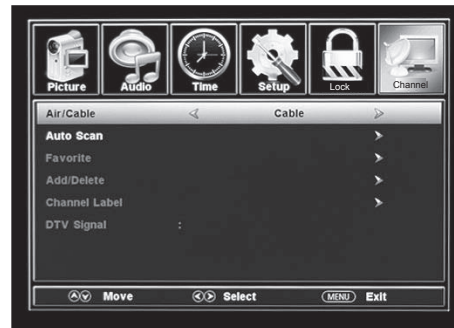 Picture Audio Time Setup Lock Channel
Air/Cable Cable
Auto Scan
Favorite
Add/Delete
Channel Label
DTV Signal :
Move Select MENU Exit